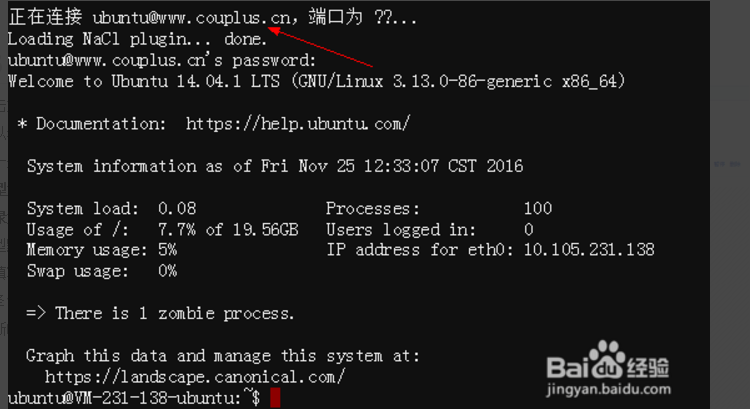 正在连接 ubuntu@www.couplus.cn, 端口为 ??...
Loading NaCl plugin... done.
ubuntu@www.couplus.cn's password:
Welcome to Ubuntu 14.04.1 LTS (GNU/Linux 3.13.0-86-generic x86_64)
* Documentation:  https://help.ubuntu.com/
System information as of Fri Nov 25 12:33:07 CST 2016
System load:  0.08 Processes: 100
Usage of /:   7.7% of 19.56GB Users logged in: 0
Memory usage: 5% IP address for eth0: 10.105.231.138
Swap usage:   0%
=> There is 1 zombie process.
Graph this data and manage this system at:
https://landscape.canonical.com/
ubuntu@VM-231-138-ubuntu:~$
Bai du 经验
jingyan.baidu.com